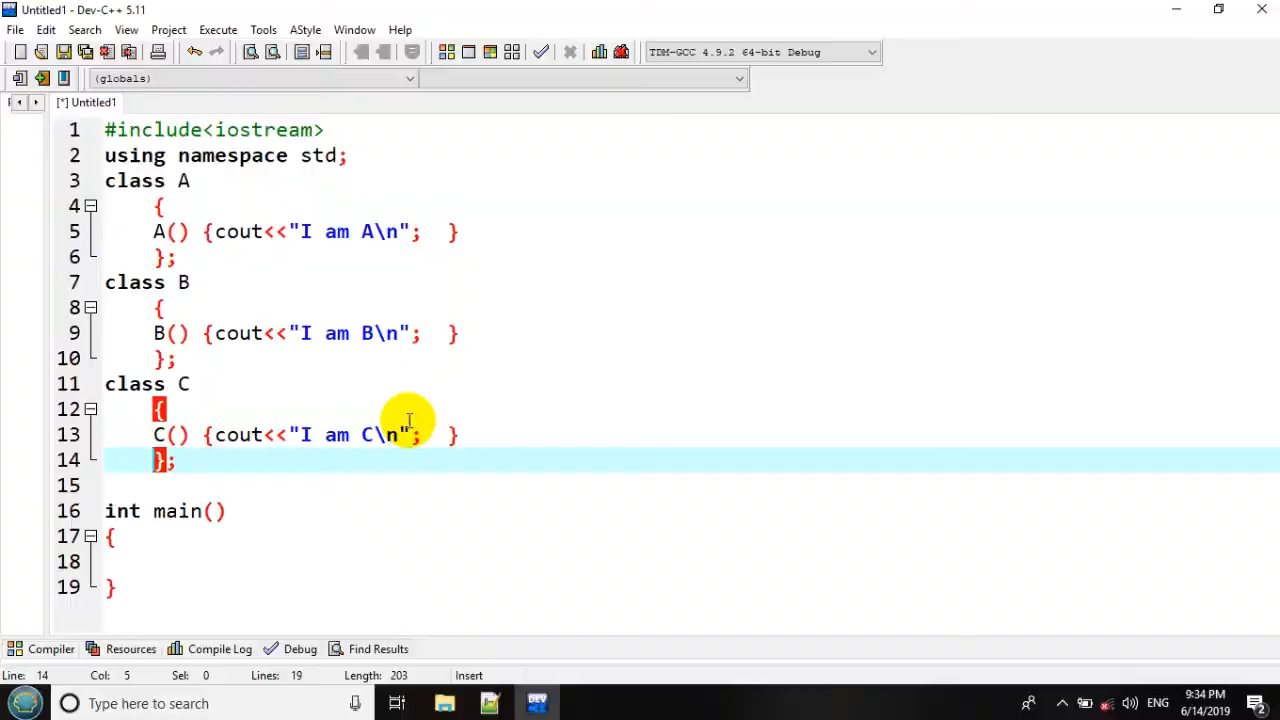 Untitled1 - Dev-C++ 5.11
File Edit Search View Project Execute Tools AStyle Window Help
TDM-GCC 4.9.2 64-bit Debug
(globals)
[*] Untitled1
1 #include<iostream>
2 using namespace std;
3 class A
4 {
5 A() {cout<<"I am A\n"; }
6 };
7 class B
8 {
9 B() {cout<<"I am B\n"; }
10 };
11 class C
12 {
13 C() {cout<<"I am C\n"; }
14 };
15
16 int main()
17 {
18
19 }
Compiler Resources Compile Log Debug Find Results
Line: 14 Col: 5 Sel: 0 Lines: 19 Length: 203 Insert
Type here to search
DEV
ENG
9:34 PM
6/14/2019
2